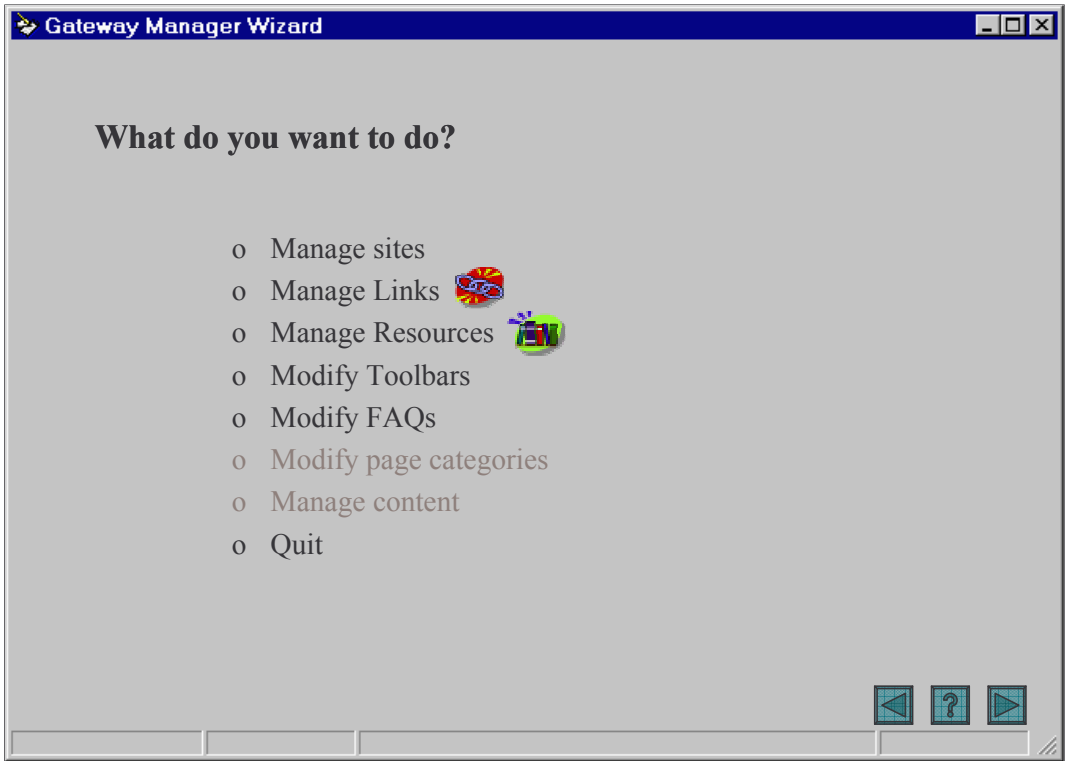 Gateway Manager Wizard
What do you want to do?
o Manage sites
o Manage Links
o Manage Resources
o Modify Toolbars
o Modify FAQs
o Modify page categories
o Manage content
o Quit
?